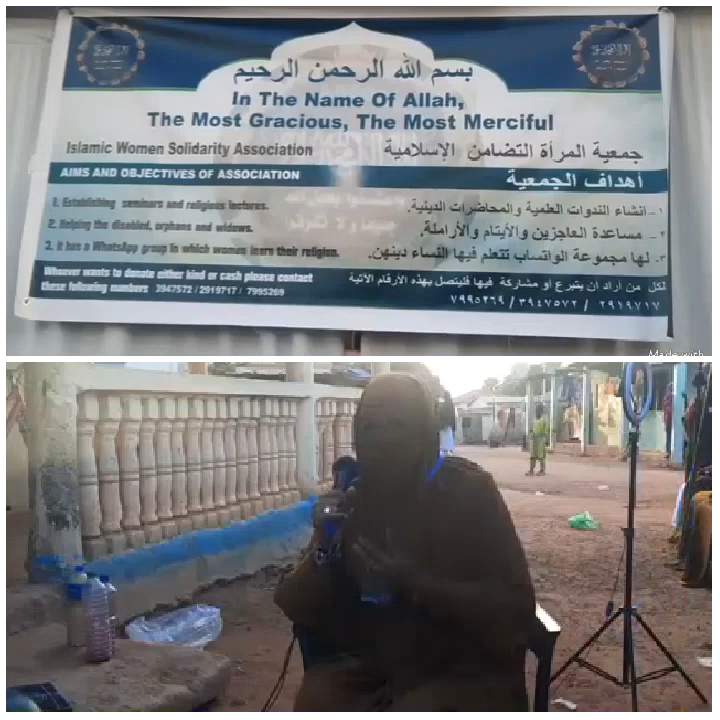 بسم الله الرحمن الرحيم
In The Name Of Allah,
The Most Gracious, The Most Merciful
Islamic Women Solidarity Association
جمعية المرأة التضامن الإسلامية.
AIMS AND OBJECTIVES OF ASSOCIATION
أهداف الجمعية
1. Establishing seminars and religious lectures.
١- انشاء الندوات العلمية والمحاضرات الدينية.
2. Helping the disabled, orphans and widows.
٢- مساعدة العاجزين والأيتام والأراملة.
3. It has a WhatsApp group in which women learn their religion.
٣- لها مجموعة الواتساب تتعلم فيها النساء دينهن.
Whoever wants to donate either kind or cash please contact
these following numbers 3947572 / 2919717 / 7995269
لكل من أراد ان يتبرع أو مشاركة فيها فليتصل بهذه الأرقام الآتية
٢٩١٩٧١٧ / ٣٩٤٧٥٧٢ / ٧٩٩٥٢٦٩
Made with